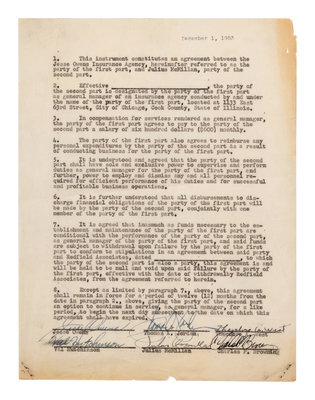 December 1, 1953
1. This instrument constitutes an agreement between the
Jesse Owens Insurance Agency, hereinafter referred to as the
party of the first part, and Julius McMillan, party of the
second part.
2. Effective the party of
the second part is designated by the party of the first part
as general manager of an insurance agency conducted by and under
the name of the party of the first part, located at 1133 East
63rd Street, City of Chicago, Cook County, State of Illinois.
3. In compensation for services rendered as general manager,
the party of the first part agrees to pay to the party of the
second part a salary of six hundred dollars ($600) monthly.
4. The party of the first part also agrees to reimburse any
personal expenditures by the party of the second part as a result
of conducting business for the party of the first part.
5. It is understood and agreed that the party of the second
part shall have sole and exclusive power to supervise and perform
duties as general manager for the party of the first part, and
further, power to employ and dismiss any and all personnel re-
quired for efficient performance of his duties and for successful
and profitable business operations.
6. It is further understood that all disbursements to dis-
charge financial obligations of the party of the first part will
be made by the party of the second part, conjointly with one
member of the party of the first part.
7. It is agreed that inasmuch as funds necessary to the es-
tablishment and maintenance of the party of the first part are
conditional with the performance of the party of the second party
as general manager of the party of the first part, and said funds
are subject to withdrawal upon failure by the party of the first
part to conform to stipulations in an agreement between said party
and Redfield Associates, dated to which
the party of the second part is also a party, this agreement is and
will be held to be null and void upon said failure by the party of
the first part, effective with the date of withdrawal by Redfield
Associates, from the agreement referred to herein.
8. Except as limited by paragraph 7., above, this agreement
shall remain in force for a period of twelve (12) months from the
date in paragraph 2., above, giving the party of the second part
an option to continue as general manager, for a like
period, to begin the next day subsequent to the date on which this
agreement shall have expired.
Jesse Owens Thomas L. Jordan
Val Hutchinson Julius McMillan Charles P. Browning